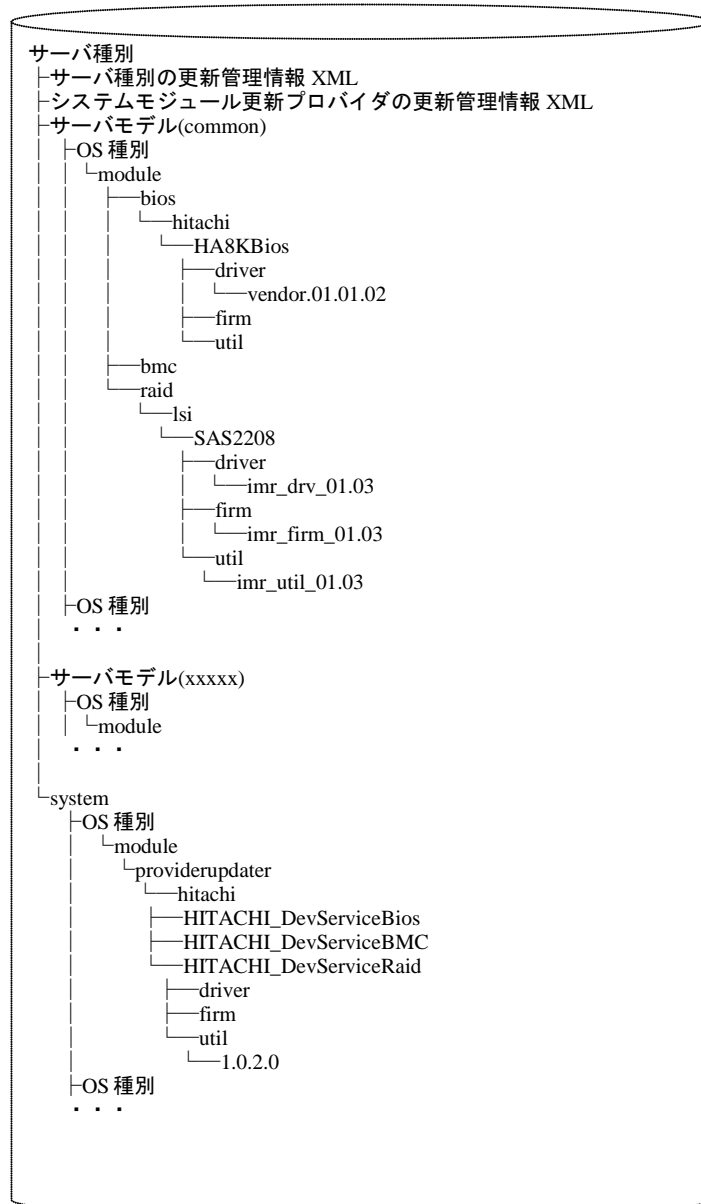 サーバ種別
├サーバ種別の更新管理情報 XML
├システムモジュール更新プロバイダの更新管理情報 XML
├サーバモデル(common)
│ ├OS 種別
│ │ └module
│ │   ├──bios
│ │   │ └──hitachi
│ │   │   └──HA8KBios
│ │   │     ├──driver
│ │   │     │ └──vendor.01.01.02
│ │   │     ├──firm
│ │   │     └──util
│ │   ├──bmc
│ │   └──raid
│ │     └──lsi
│ │       └──SAS2208
│ │         ├──driver
│ │         │ └──imr_drv_01.03
│ │         ├──firm
│ │         │ └──imr_firm_01.03
│ │         └──util
│ │           └──imr_util_01.03
│ ├OS 種別
│ ・・・
├サーバモデル(xxxxx)
│ ├OS 種別
│ │ └module
│ ・・・
└system
  ├OS 種別
  │ └module
  │   └providerupdater
  │     └──hitachi
  │       ├──HITACHI_DevServiceBios
  │       ├──HITACHI_DevServiceBMC
  │       └──HITACHI_DevServiceRaid
  │         ├──driver
  │         ├──firm
  │         └──util
  │           └──1.0.2.0
  ├OS 種別
  ・・・